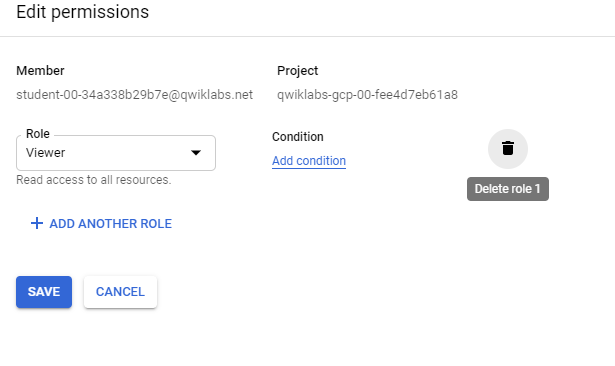 Edit permissions
Member
Project
student-00-34a338b29b7e@qwiklabs.net
qwiklabs-gcp-00-fee4d7eb61a8
Role
Viewer
Condition
Add condition
Read access to all resources.
Delete role 1
ADD ANOTHER ROLE
SAVE
CANCEL